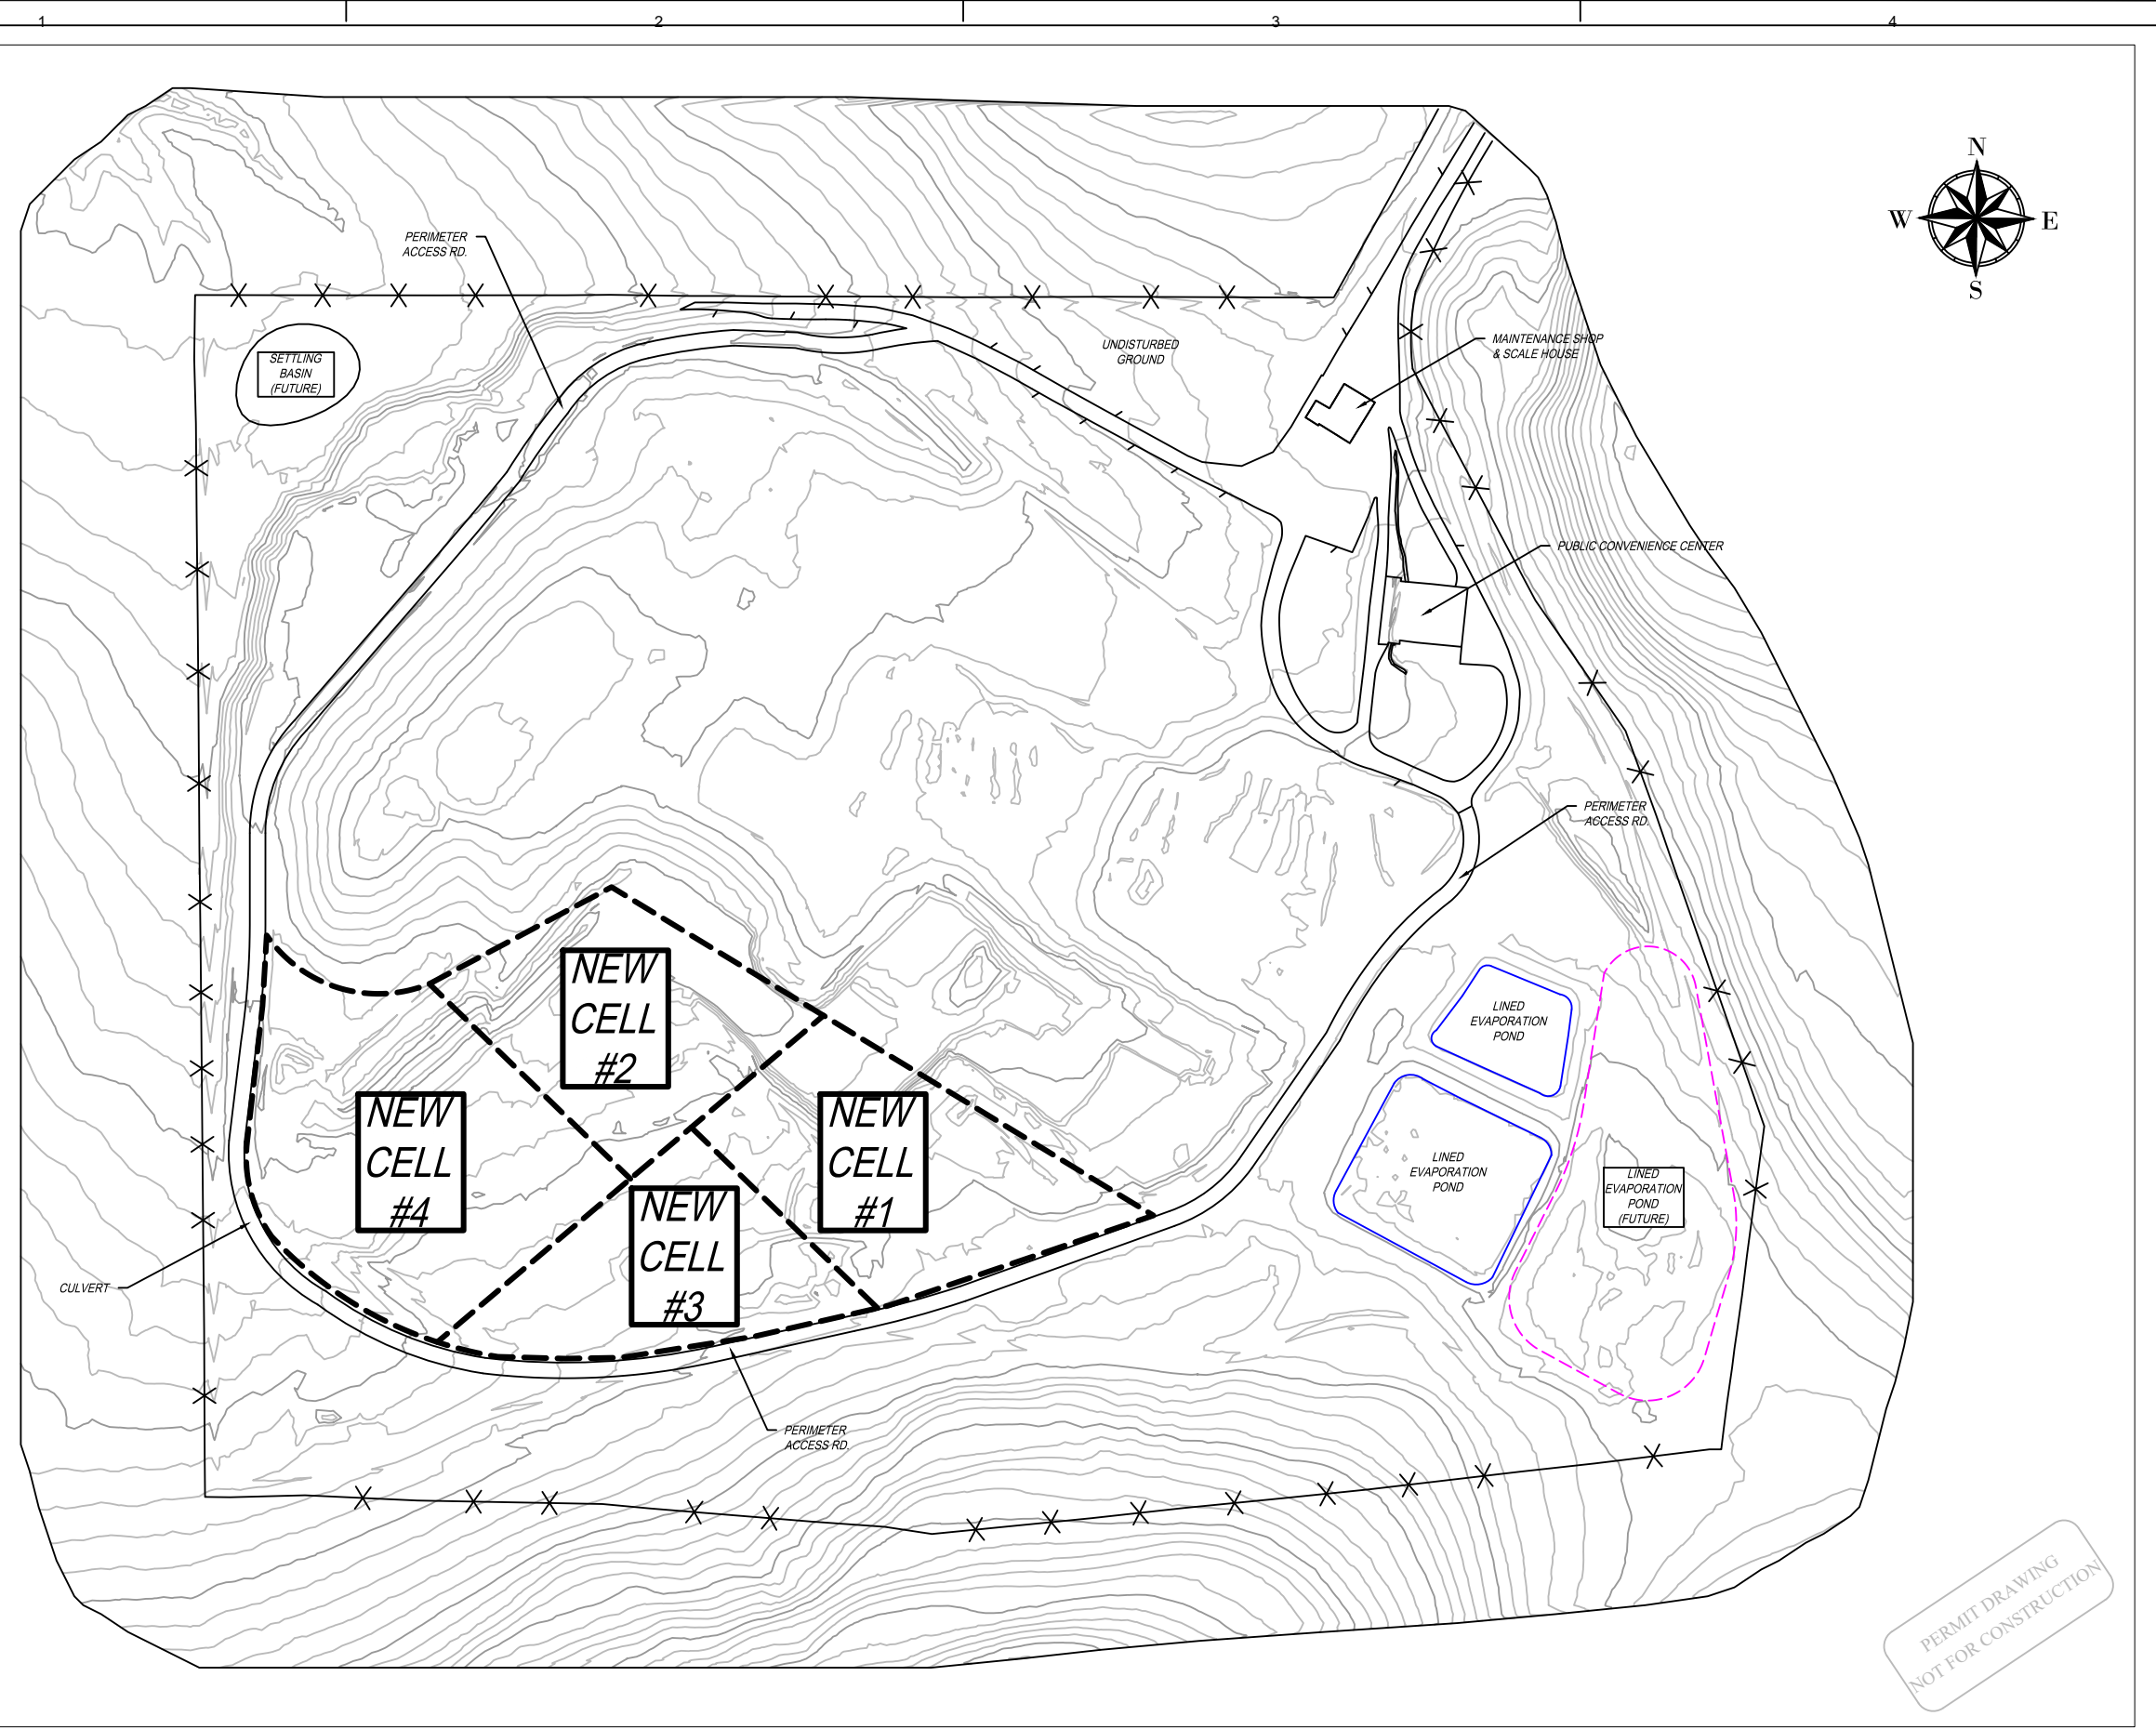 1
2
3
4
N
W
E
S
PERIMETER
ACCESS RD.
SETTLING
BASIN
(FUTURE)
UNDISTURBED
GROUND
MAINTENANCE SHOP
& SCALE HOUSE
PUBLIC CONVENIENCE CENTER
PERIMETER
ACCESS RD.
NEW
CELL
#2
LINED
EVAPORATION
POND
NEW
CELL
#4
NEW
CELL
#1
LINED
EVAPORATION
POND
LINED
EVAPORATION
POND
(FUTURE)
NEW
CELL
#3
CULVERT
PERIMETER
ACCESS RD.
PERMIT DRAWING
NOT FOR CONSTRUCTION